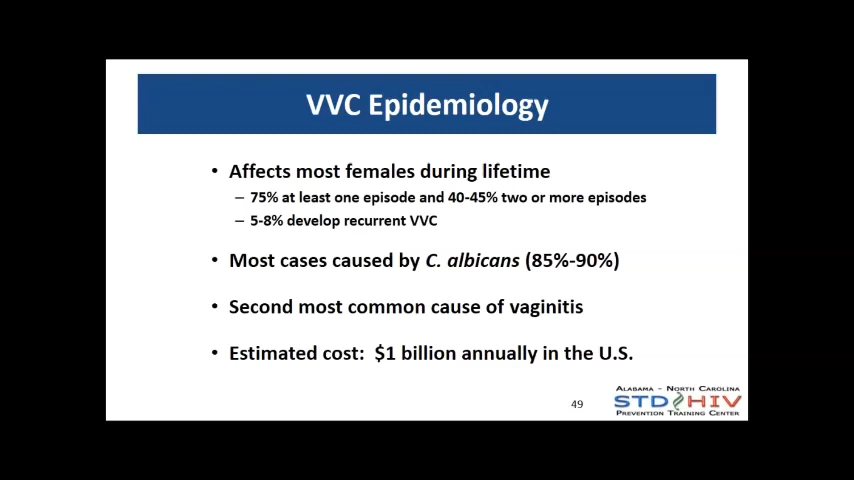 VVC Epidemiology
• Affects most females during lifetime
– 75% at least one episode and 40-45% two or more episodes
– 5-8% develop recurrent VVC
• Most cases caused by C. albicans (85%-90%)
• Second most common cause of vaginitis
• Estimated cost: $1 billion annually in the U.S.
49
Alabama – North Carolina
STD HIV
Prevention Training Center